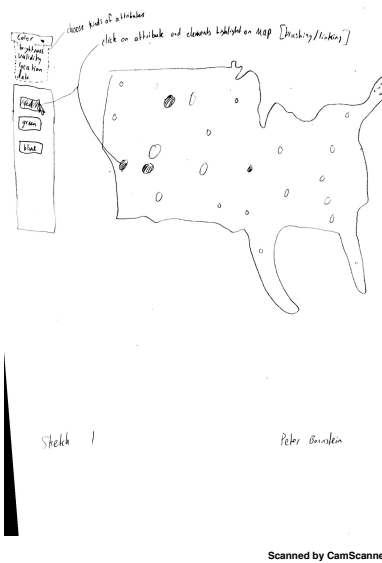 choose kinds of attributes
click on attribute and elements highlighted on map [brushing/linking]
color
brightness
validity
location
date
red
green
blue
Sketch 1
Peter Bornstein
Scanned by CamScanne